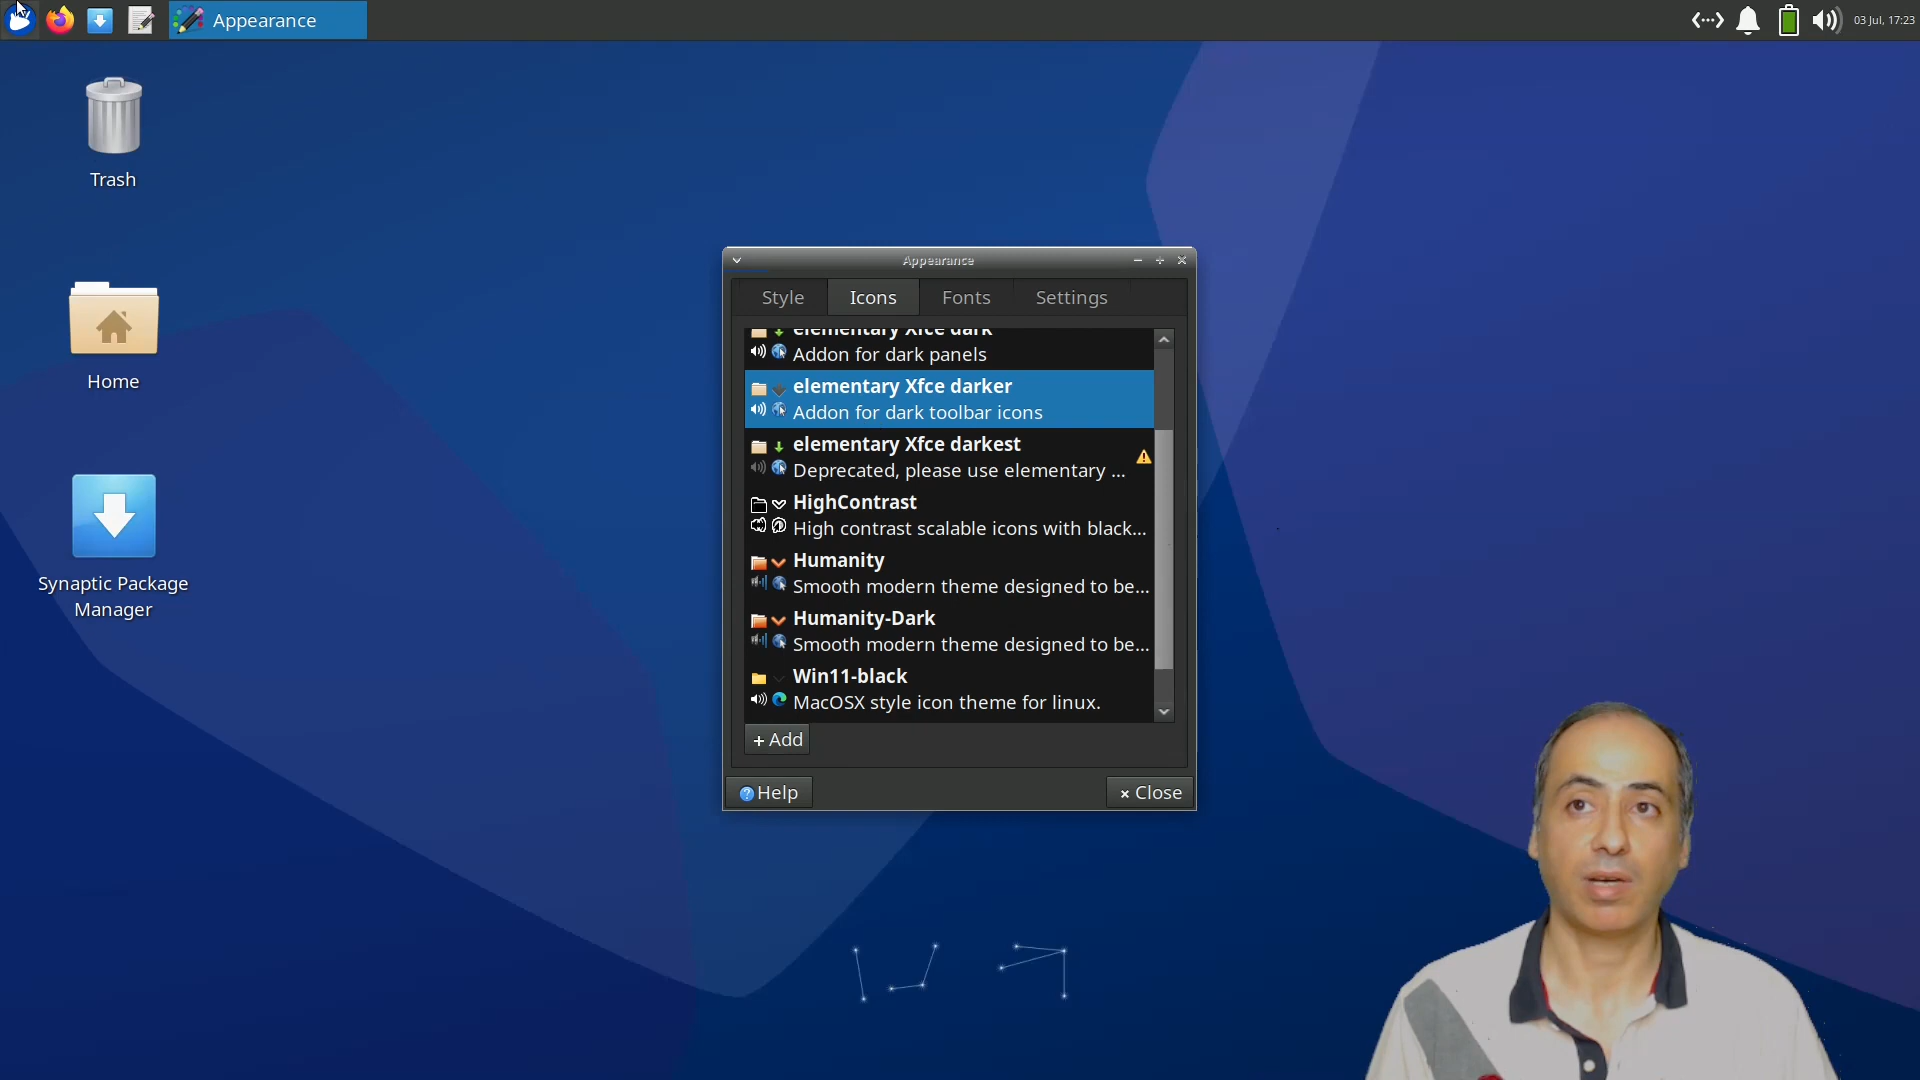 Appearance
03 Jul, 17:23
Trash
Home
Synaptic Package
Manager
Appearance
Style
Icons
Fonts
Settings
elementary Xfce dark
Addon for dark panels
elementary Xfce darker
Addon for dark toolbar icons
elementary Xfce darkest
Deprecated, please use elementary ...
HighContrast
High contrast scalable icons with black...
Humanity
Smooth modern theme designed to be...
Humanity-Dark
Smooth modern theme designed to be...
Win11-black
MacOSX style icon theme for linux.
+ Add
Help
Close